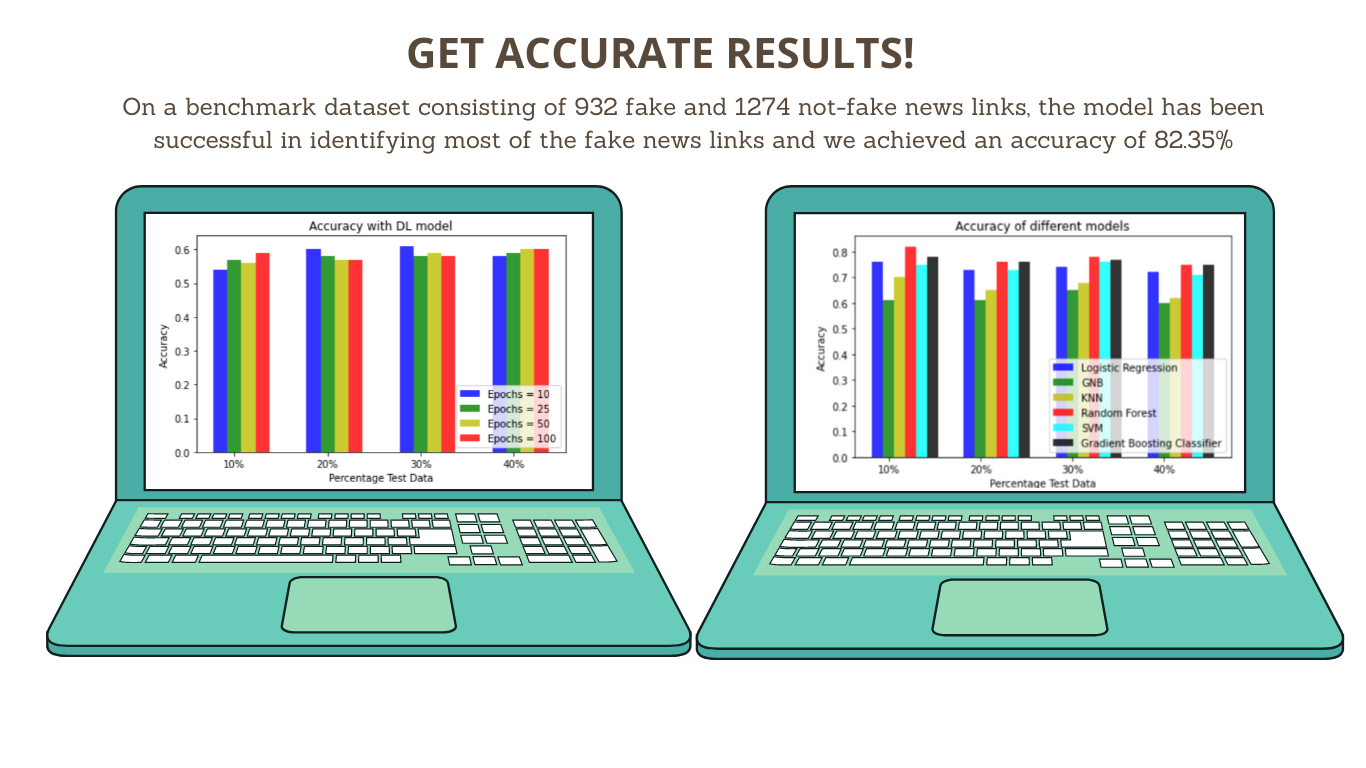 GET ACCURATE RESULTS!
On a benchmark dataset consisting of 932 fake and 1274 not-fake news links, the model has been
successful in identifying most of the fake news links and we achieved an accuracy of 82.35%
Accuracy with DL model
0.6
0.5
0.4
0.3
0.2
0.1
0.0
Accuracy
Epochs = 10
Epochs = 25
Epochs = 50
Epochs = 100
10% 20% 30% 40%
Percentage Test Data
Accuracy of different models
0.8
0.7
0.6
0.5
0.4
0.3
0.2
0.1
0.0
Accuracy
Logistic Regression
GNB
KNN
Random Forest
SVM
Gradient Boosting Classifier
10% 20% 30% 40%
Percentage Test Data